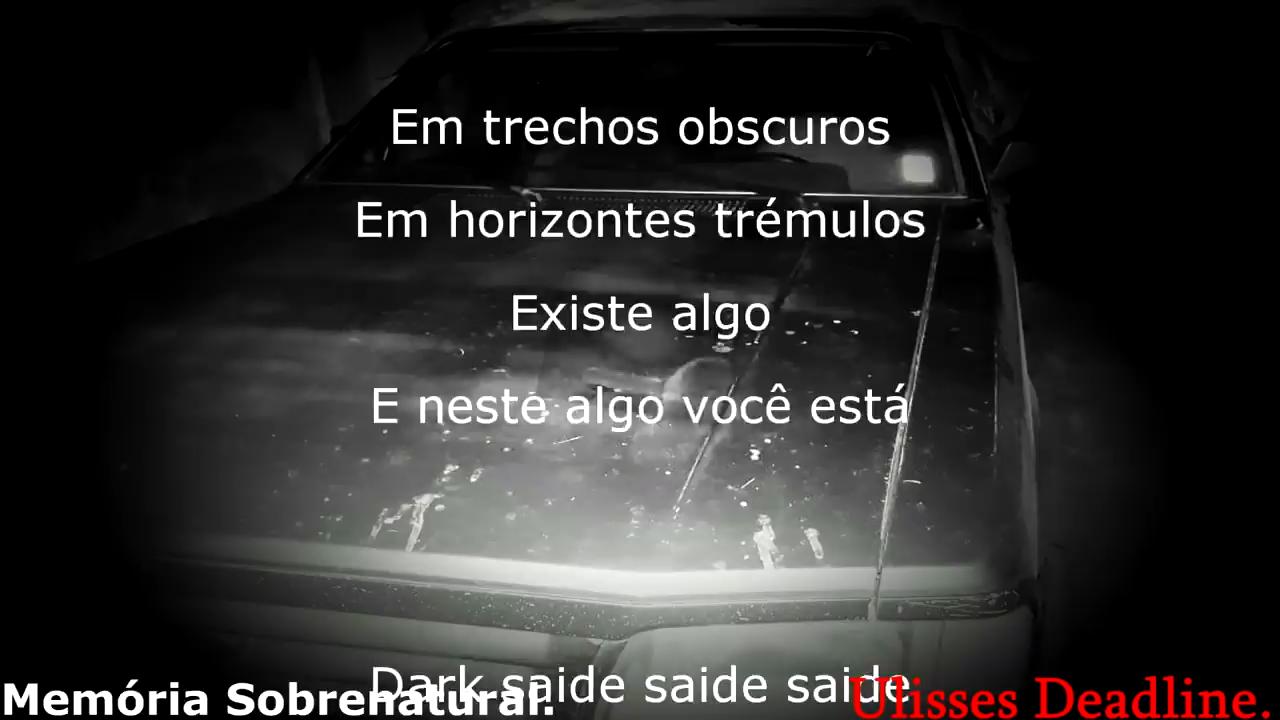 Em trechos obscuros
Em horizontes trémulos
Existe algo
E neste algo você está
Dark saide saide saide
Memória Sobrenatural.
Ulisses Deadline.